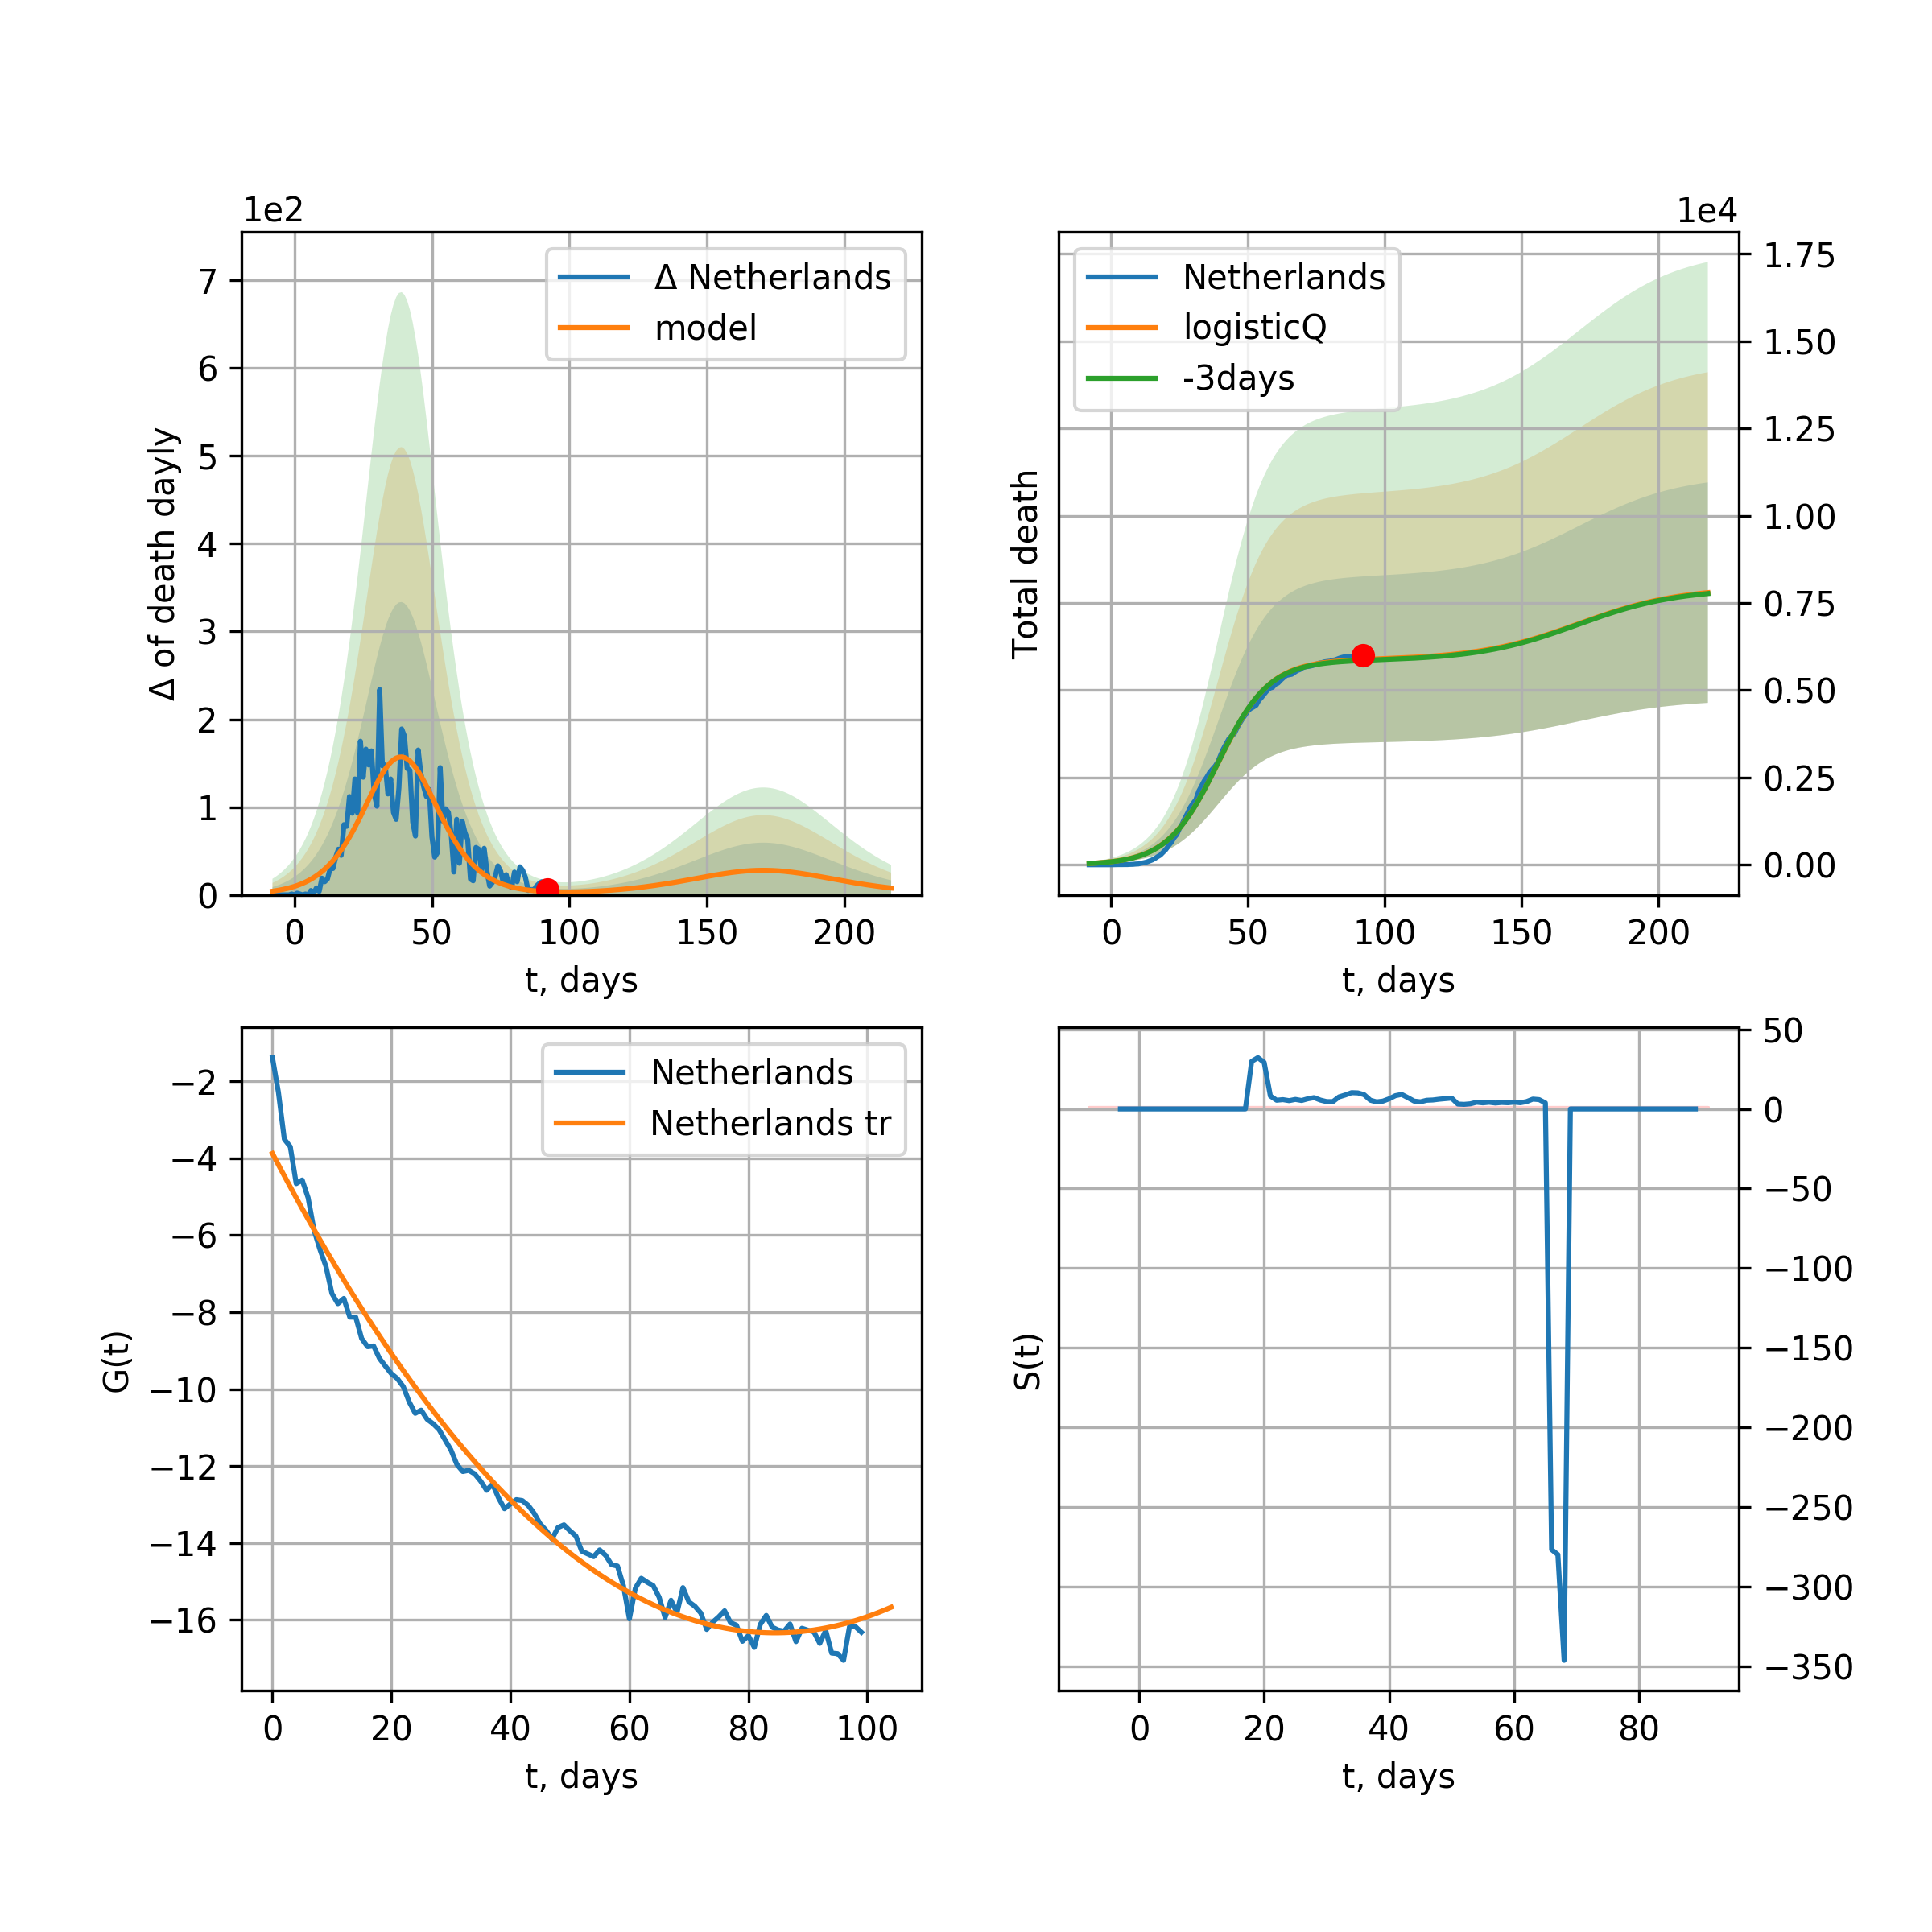 1e2
7
6
5
4
3
2
1
0
Δ of death dayly
Δ Netherlands
model
0 50 100 150 200
t, days
1e4
1.75
1.50
1.25
1.00
0.75
0.50
0.25
0.00
Total death
Netherlands
logisticQ
-3days
0 50 100 150 200
t, days
−2
−4
−6
−8
−10
−12
−14
−16
G(t)
Netherlands
Netherlands tr
0 20 40 60 80 100
t, days
50
0
−50
−100
−150
−200
−250
−300
−350
S(t)
0 20 40 60 80
t, days